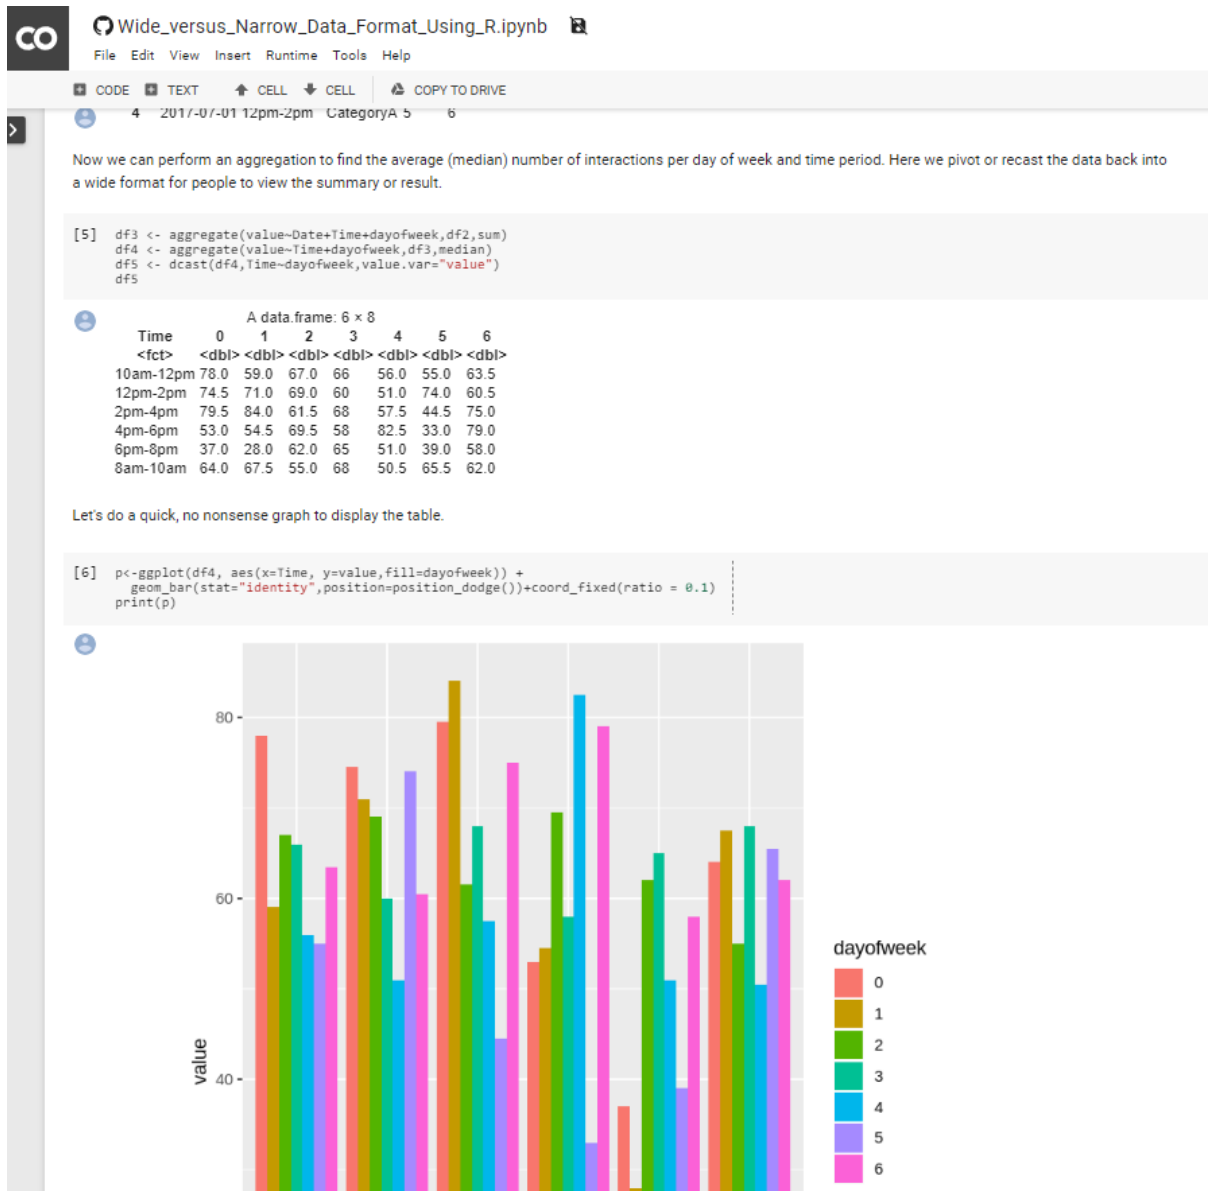 CO
Wide_versus_Narrow_Data_Format_Using_R.ipynb
File Edit View Insert Runtime Tools Help
CODE TEXT CELL CELL COPY TO DRIVE
4 2017-07-01 12pm-2pm CategoryA 5 6
Now we can perform an aggregation to find the average (median) number of interactions per day of week and time period. Here we pivot or recast the data back into
a wide format for people to view the summary or result.
[5] df3 <- aggregate(value~Date+Time+dayofweek,df2,sum)
df4 <- aggregate(value~Time+dayofweek,df3,median)
df5 <- dcast(df4,Time~dayofweek,value.var="value")
df5
A data.frame: 6 × 8
Time 0 1 2 3 4 5 6
<fct> <dbl> <dbl> <dbl> <dbl> <dbl> <dbl> <dbl>
10am-12pm 78.0 59.0 67.0 66 56.0 55.0 63.5
12pm-2pm 74.5 71.0 69.0 60 51.0 74.0 60.5
2pm-4pm 79.5 84.0 61.5 68 57.5 44.5 75.0
4pm-6pm 53.0 54.5 69.5 58 82.5 33.0 79.0
6pm-8pm 37.0 28.0 62.0 65 51.0 39.0 58.0
8am-10am 64.0 67.5 55.0 68 50.5 65.5 62.0
Let's do a quick, no nonsense graph to display the table.
[6] p<-ggplot(df4, aes(x=Time, y=value,fill=dayofweek)) +
geom_bar(stat="identity",position=position_dodge())+coord_fixed(ratio = 0.1)
print(p)
80
60
40
value
dayofweek
0
1
2
3
4
5
6